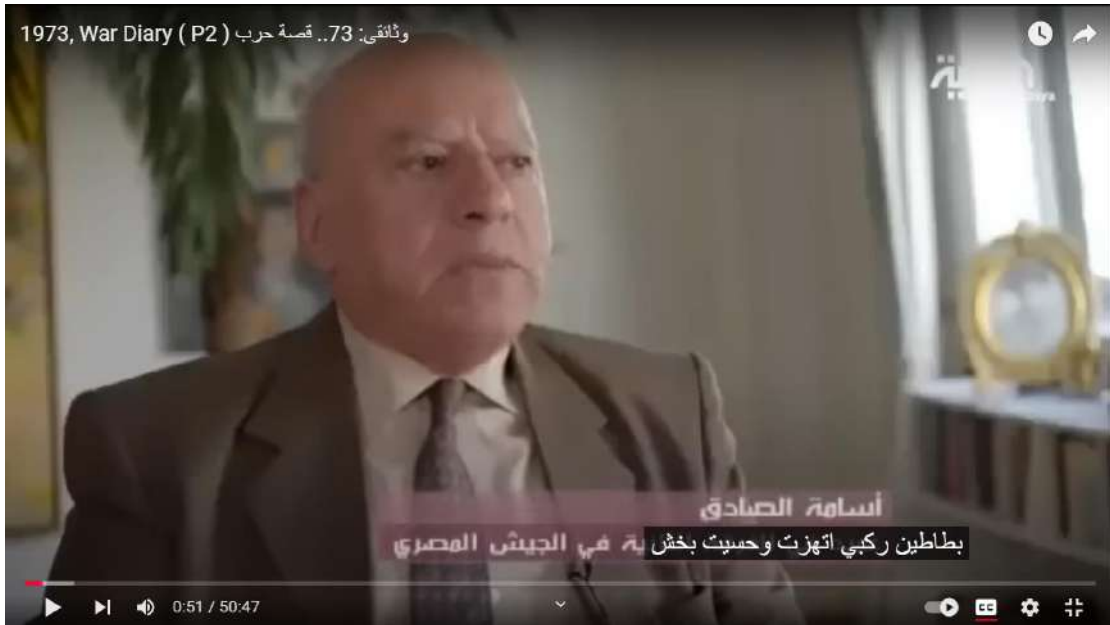 1973, War Diary ( P2 ) وثائقي: 73.. قصة حرب
أسامة الصادق
في الجيش المصري
بطاطين ركبي اتهزت وحسيت بخش
0:51 / 50:47
CC